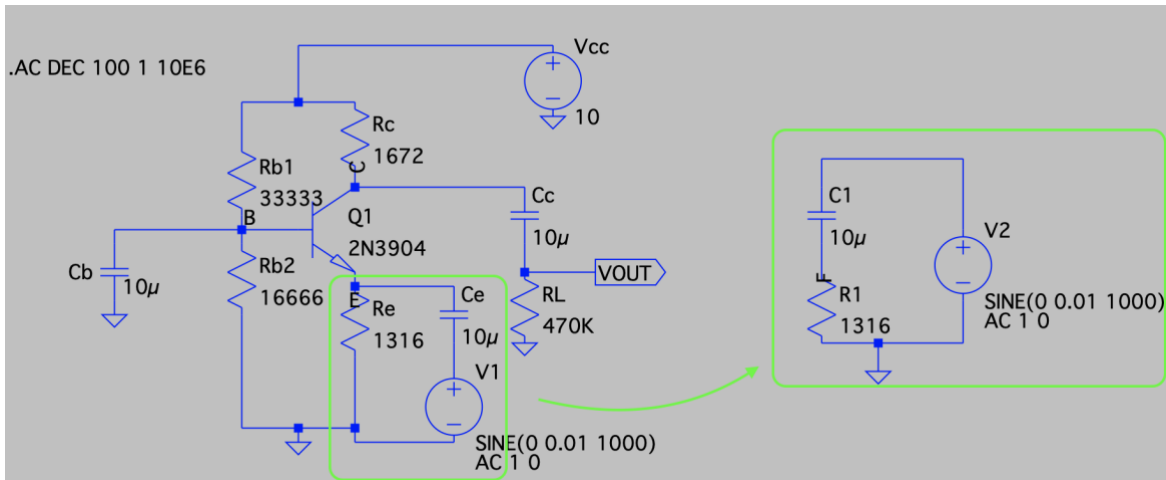 .AC DEC 100 1 10E6
Vcc
10
Rc
1672
C
Rb1
33333
B
Q1
2N3904
Cc
10µ
Cb
10µ
Rb2
16666
E
Re
1316
Ce
10µ
VOUT
RL
470K
V1
SINE(0 0.01 1000)
AC 1 0
C1
10µ
F
R1
1316
V2
SINE(0 0.01 1000)
AC 1 0